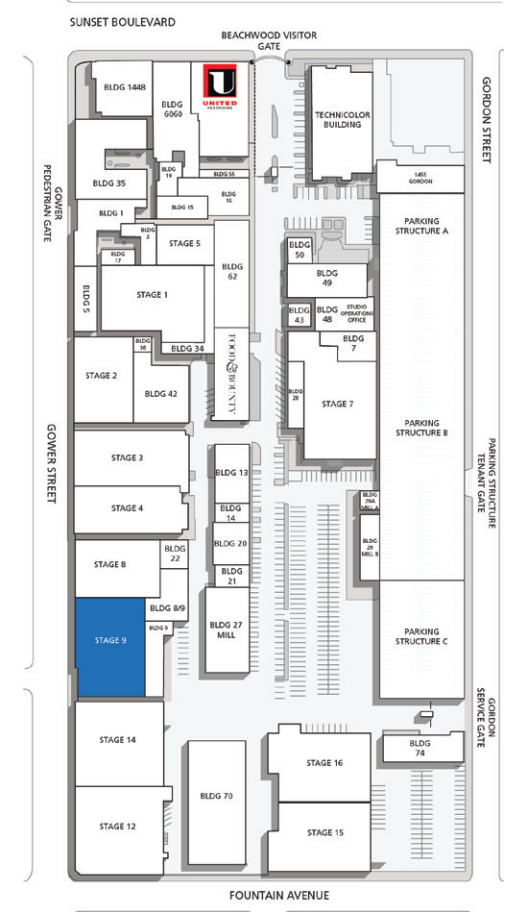 SUNSET BOULEVARD
BEACHWOOD VISITOR
GATE
BLDG 1448
BLDG
6060
U
UNITED
TECHNICOLOR
BUILDING
GORDON STREET
BLDG 35
BLDG
19
BLDG 55
BLDG
1455
GORDON
GOWER
PEDESTRIAN GATE
BLDG 1
BLDG 15
BLDG
2
STAGE 5
PARKING
STRUCTURE A
BLDG
17
BLDG
62
BLDG
50
BLDG
49
BLDG 5
STAGE 1
BLDG
43
BLDG
48
STUDIO
OPERATIONS
OFFICE
BLDG
38
BLDG 34
FOOD & BOUNTY
BLDG
7
STAGE 2
BLDG 42
BLDG
28
STAGE 7
GOWER STREET
PARKING
STRUCTURE B
STAGE 3
BLDG 13
PARKING STRUCTURE
TENANT GATE
STAGE 4
BLDG
14
BLDG
29A
MILL A
STAGE 8
BLDG
22
BLDG 20
BLDG
29
MILL B
BLDG
21
BLDG 8/9
STAGE 9
BLDG 9
BLDG 27
MILL
PARKING
STRUCTURE C
GORDON
SERVICE GATE
STAGE 14
STAGE 16
BLDG
74
BLDG 70
STAGE 12
STAGE 15
FOUNTAIN AVENUE